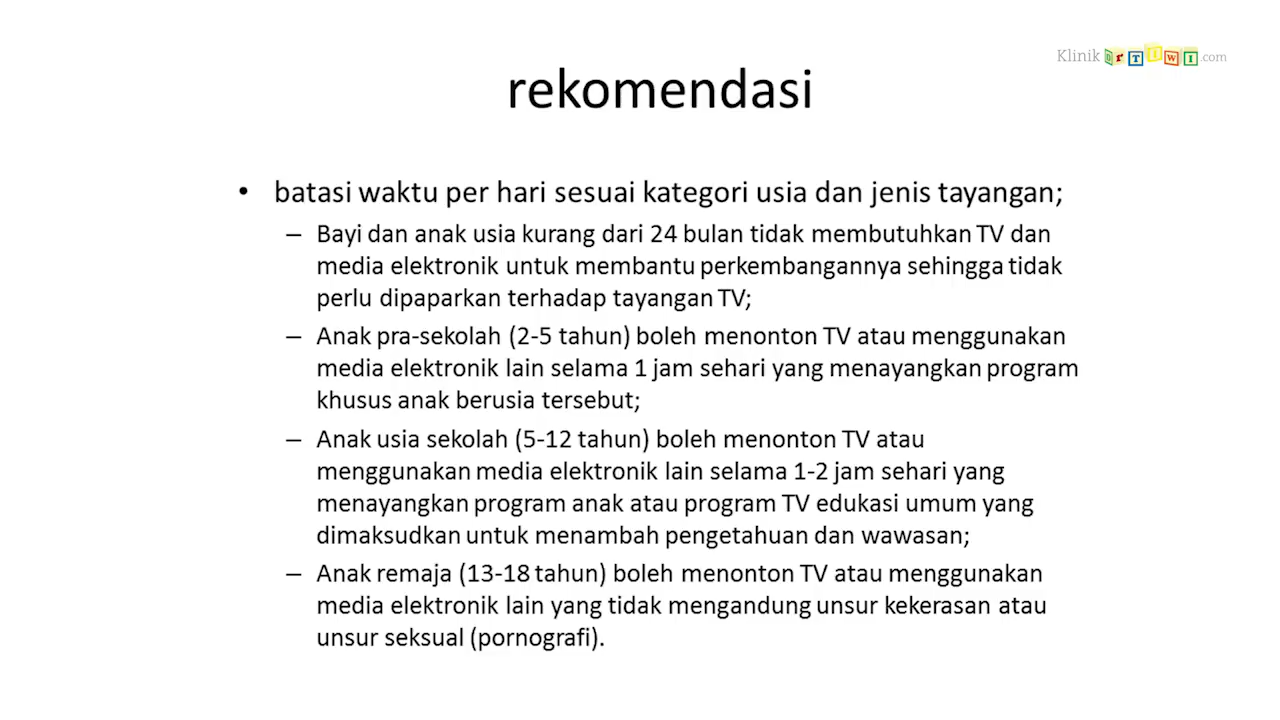 Klinik DrTIWI.com
rekomendasi
• batasi waktu per hari sesuai kategori usia dan jenis tayangan;
– Bayi dan anak usia kurang dari 24 bulan tidak membutuhkan TV dan
media elektronik untuk membantu perkembangannya sehingga tidak
perlu dipaparkan terhadap tayangan TV;
– Anak pra-sekolah (2-5 tahun) boleh menonton TV atau menggunakan
media elektronik lain selama 1 jam sehari yang menayangkan program
khusus anak berusia tersebut;
– Anak usia sekolah (5-12 tahun) boleh menonton TV atau
menggunakan media elektronik lain selama 1-2 jam sehari yang
menayangkan program anak atau program TV edukasi umum yang
dimaksudkan untuk menambah pengetahuan dan wawasan;
– Anak remaja (13-18 tahun) boleh menonton TV atau menggunakan
media elektronik lain yang tidak mengandung unsur kekerasan atau
unsur seksual (pornografi).